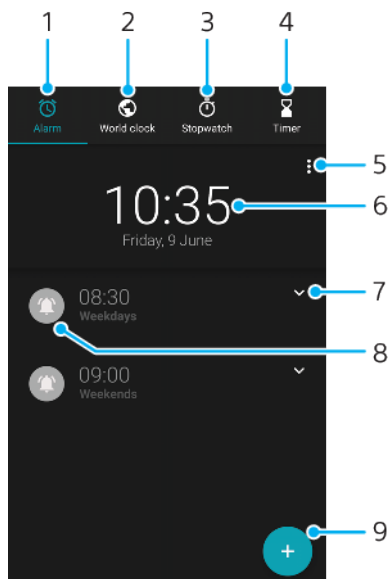 1 2 3 4
Alarm World clock Stopwatch Timer
5
10:35
6
Friday, 9 June
08:30
7
Weekdays
8
09:00
Weekends
9